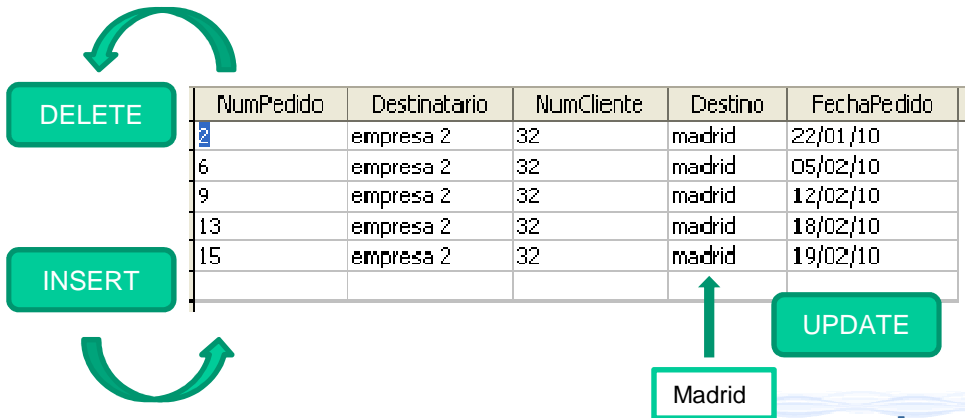 DELETE
NumPedido Destinatario NumCliente Destino FechaPedido
2 empresa 2 32 madrid 22/01/10
6 empresa 2 32 madrid 05/02/10
9 empresa 2 32 madrid 12/02/10
13 empresa 2 32 madrid 18/02/10
15 empresa 2 32 madrid 19/02/10
INSERT
UPDATE
Madrid